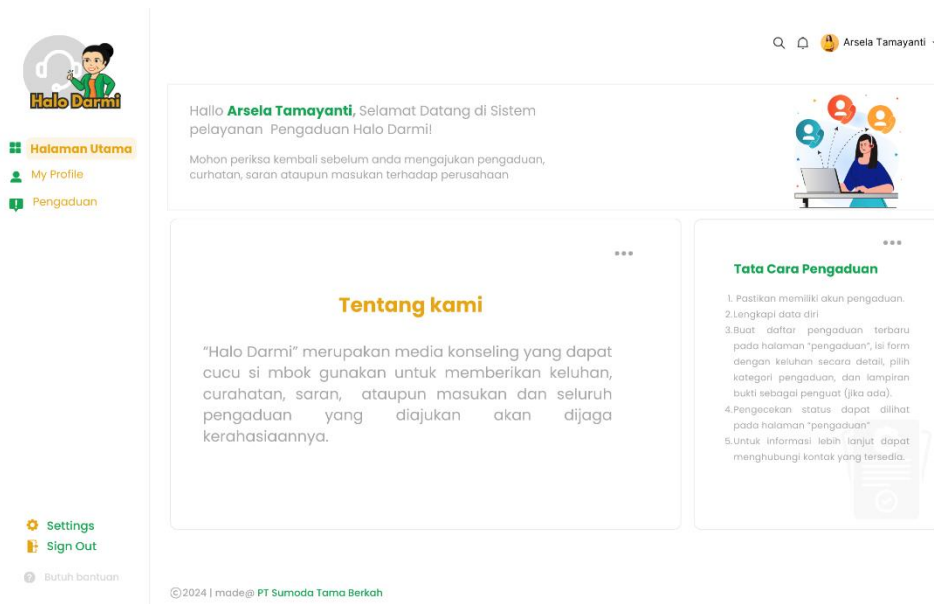 Halo Darmi
Arsela Tamayanti
Halaman Utama
My Profile
Pengaduan
Settings
Sign Out
Butuh bantuan
Hallo Arsela Tamayanti, Selamat Datang di Sistem
pelayanan Pengaduan Halo Darmi!
Mohon periksa kembali sebelum anda mengajukan pengaduan,
curhatan, saran ataupun masukan terhadap perusahaan
Tentang kami
“Halo Darmi” merupakan media konseling yang dapat
cucu si mbok gunakan untuk memberikan keluhan,
curahatan, saran, ataupun masukan dan seluruh
pengaduan yang diajukan akan dijaga
kerahasiaannya.
Tata Cara Pengaduan
1. Pastikan memiliki akun pengaduan.
2. Lengkapi data diri
3. Buat daftar pengaduan terbaru
pada halaman “pengaduan”, isi form
dengan keluhan secara detail, pilih
kategori pengaduan, dan lampiran
bukti sebagai penguat (jika ada).
4. Pengecekan status dapat dilihat
pada halaman “pengaduan”
5. Untuk informasi lebih lanjut dapat
menghubungi kontak yang tersedia.
©2024 | made@ PT Sumoda Tama Berkah